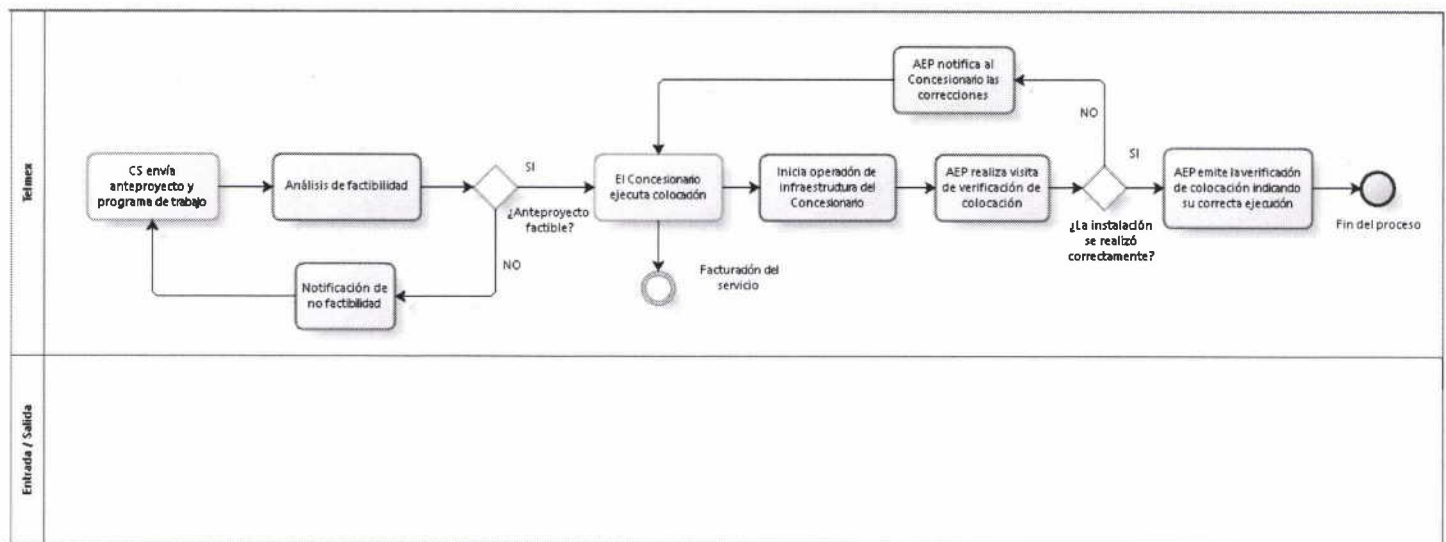 Telmex
AEP notifica al
Concesionario las
correcciones
NO
CS envía
anteproyecto y
programa de trabajo
Análisis de factibilidad
SI
¿Anteproyecto
factible?
NO
Notificación de
no factibilidad
El Concesionario
ejecuta colocación
Facturación del
servicio
Inicia operación de
infraestructura del
Concesionario
AEP realiza visita
de verificación de
colocación
SI
¿La instalación
se realizó
correctamente?
AEP emite la verificación
de colocación indicando
su correcta ejecución
Fin del proceso
Entrada / Salida